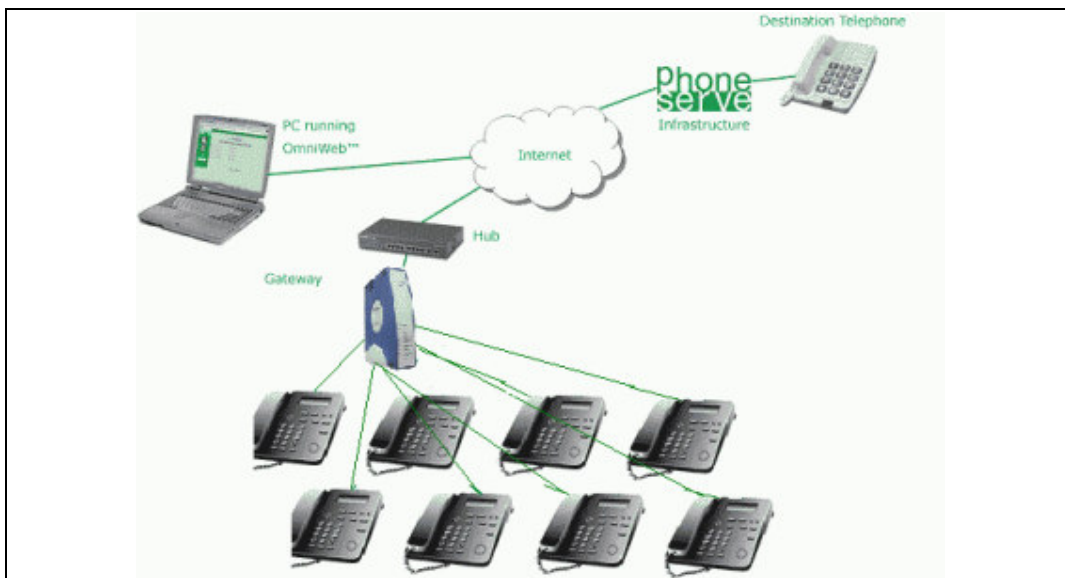 Destination Telephone
phone
serve
Infrastructure
PC running
OmniWeb™
Internet
Hub
Gateway